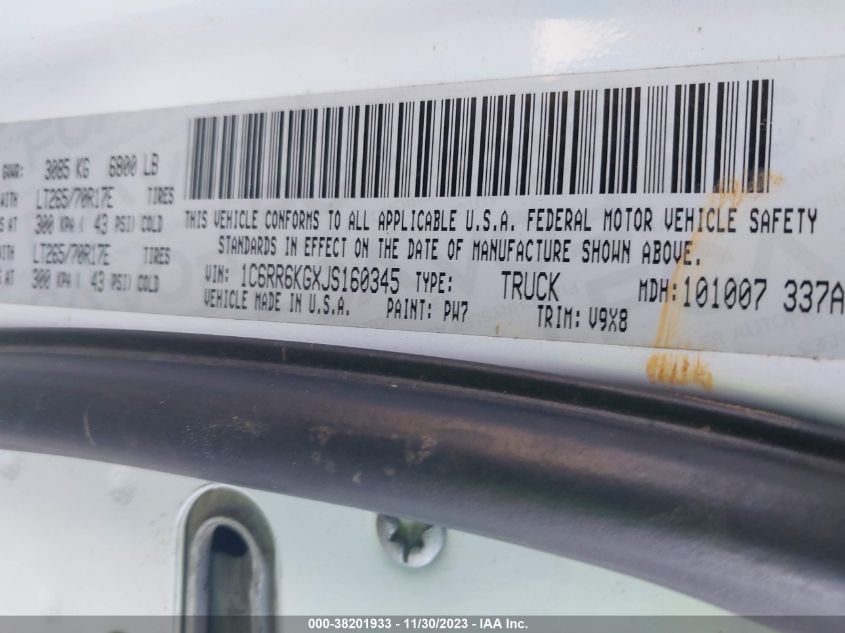 GVWR: 3085 KG 6800 LB
WITH LT265/70R17E TIRES
300 KPA ( 43 PSI) COLD
WITH LT265/70R17E TIRES
300 KPA ( 43 PSI) COLD
THIS VEHICLE CONFORMS TO ALL APPLICABLE U.S.A. FEDERAL MOTOR VEHICLE SAFETY
STANDARDS IN EFFECT ON THE DATE OF MANUFACTURE SHOWN ABOVE.
VIN: 1C6RR6KGXJS160345 TYPE: TRUCK MDH: 101007 337A
VEHICLE MADE IN U.S.A. PAINT: PW7 TRIM: V9X8
000-38201933 - 11/30/2023 - IAA Inc.